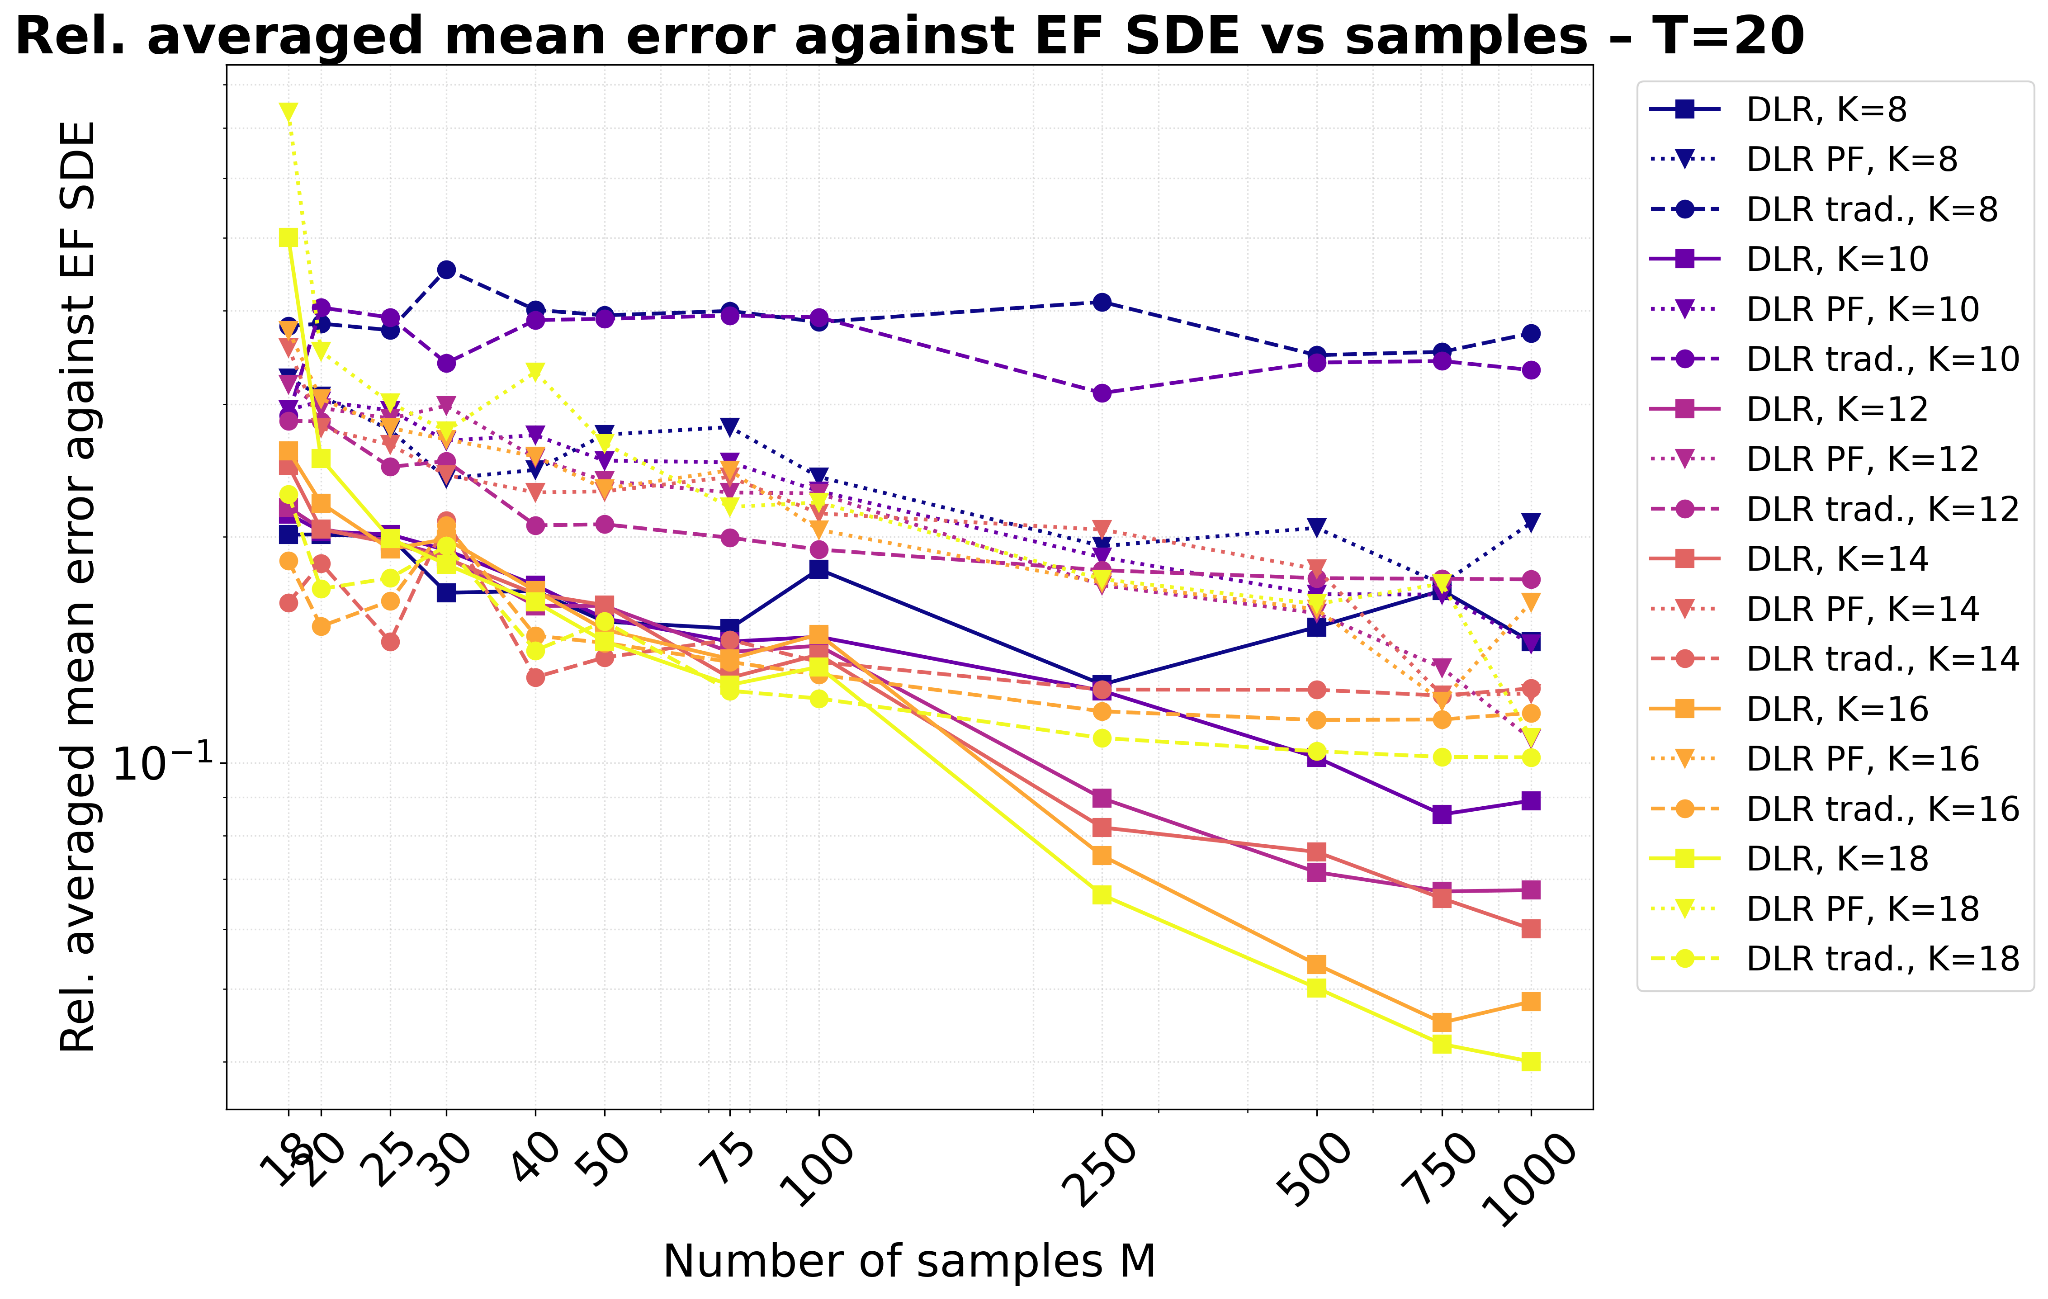 Rel. averaged mean error against EF SDE vs samples – T=20
Rel. averaged mean error against EF SDE
10⁻¹
18
20
25
30
40
50
75
100
250
500
750
1000
Number of samples M
DLR, K=8
DLR PF, K=8
DLR trad., K=8
DLR, K=10
DLR PF, K=10
DLR trad., K=10
DLR, K=12
DLR PF, K=12
DLR trad., K=12
DLR, K=14
DLR PF, K=14
DLR trad., K=14
DLR, K=16
DLR PF, K=16
DLR trad., K=16
DLR, K=18
DLR PF, K=18
DLR trad., K=18